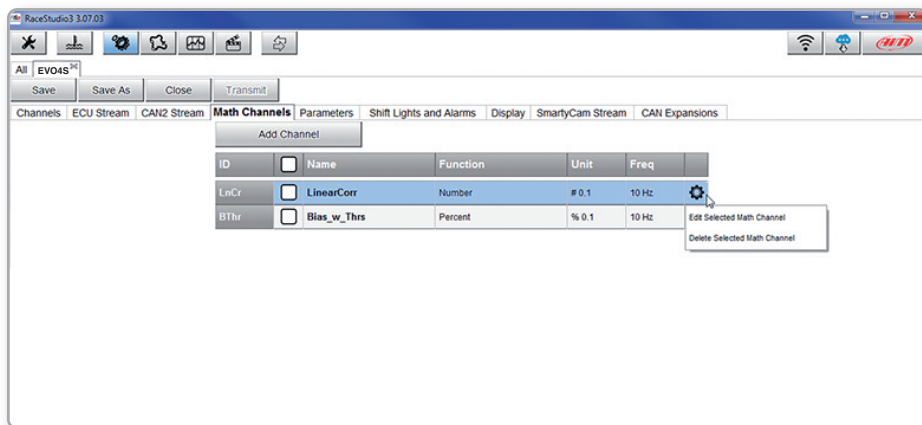 RaceStudio3 3.07.03
AiM
All EVO4S
Save Save As Close Transmit
Channels ECU Stream CAN2 Stream Math Channels Parameters Shift Lights and Alarms Display SmartyCam Stream CAN Expansions
Add Channel
ID Name Function Unit Freq
LnCr LinearCorr Number # 0.1 10 Hz
BThr Bias_w_Thrs Percent % 0.1 10 Hz
Edit Selected Math Channel
Delete Selected Math Channel